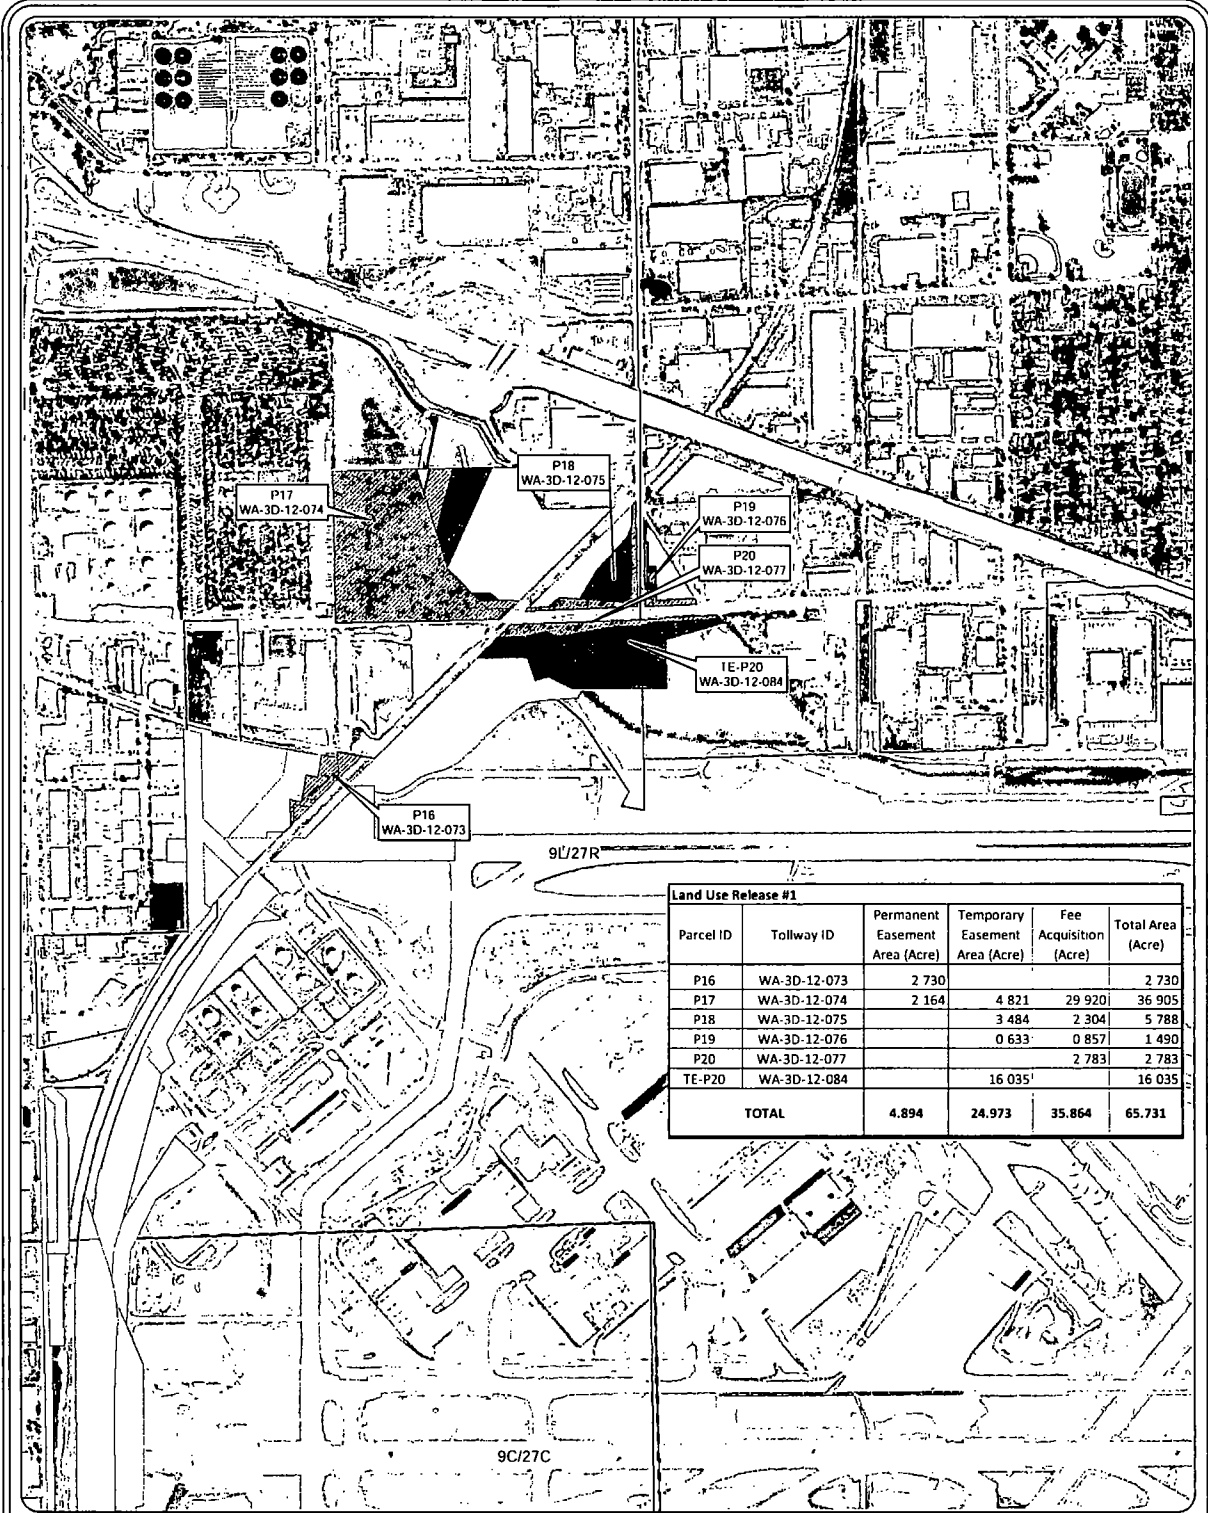 P18
WA-3D-12-075
P17
WA-3D-12-074
P19
WA-3D-12-076
P20
WA-3D-12-077
TE-P20
WA-3D-12-084
P16
WA-3D-12-073
9L/27R
Land Use Release #1
Parcel ID Tollway ID Permanent Easement Area (Acre) Temporary Easement Area (Acre) Fee Acquisition (Acre) Total Area (Acre)
P16 WA-3D-12-073 2 730 2 730
P17 WA-3D-12-074 2 164 4 821 29 920 36 905
P18 WA-3D-12-075 3 484 2 304 5 788
P19 WA-3D-12-076 0 633 0 857 1 490
P20 WA-3D-12-077 2 783 2 783
TE-P20 WA-3D-12-084 16 035 16 035
TOTAL 4.894 24.973 35.864 65.731
9C/27C